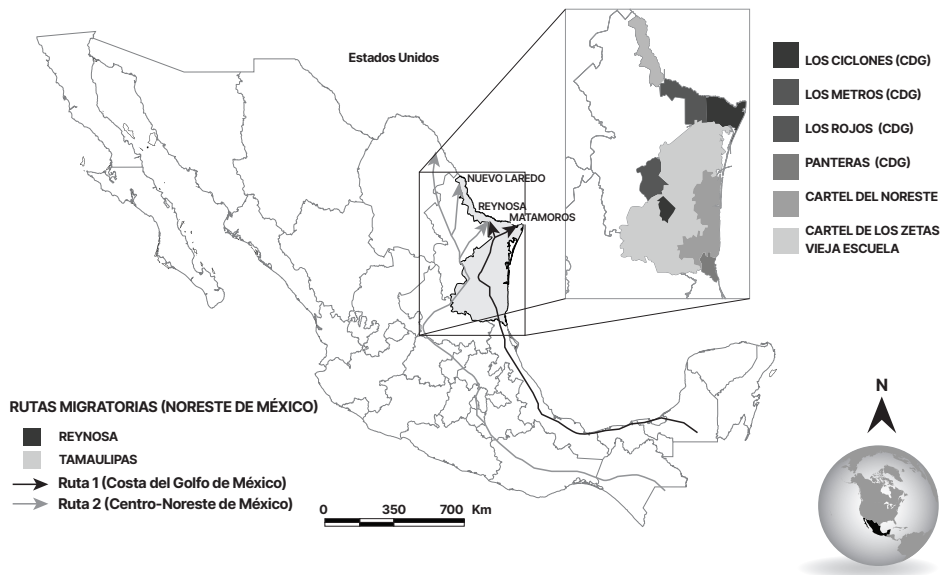 Estados Unidos
NUEVO LAREDO
REYNOSA
MATAMOROS
LOS CICLONES (CDG)
LOS METROS (CDG)
LOS ROJOS (CDG)
PANTERAS (CDG)
CARTEL DEL NORESTE
CARTEL DE LOS ZETAS
VIEJA ESCUELA
RUTAS MIGRATORIAS (NORESTE DE MÉXICO)
REYNOSA
TAMAULIPAS
Ruta 1 (Costa del Golfo de México)
Ruta 2 (Centro-Noreste de México)
0 350 700 Km
N